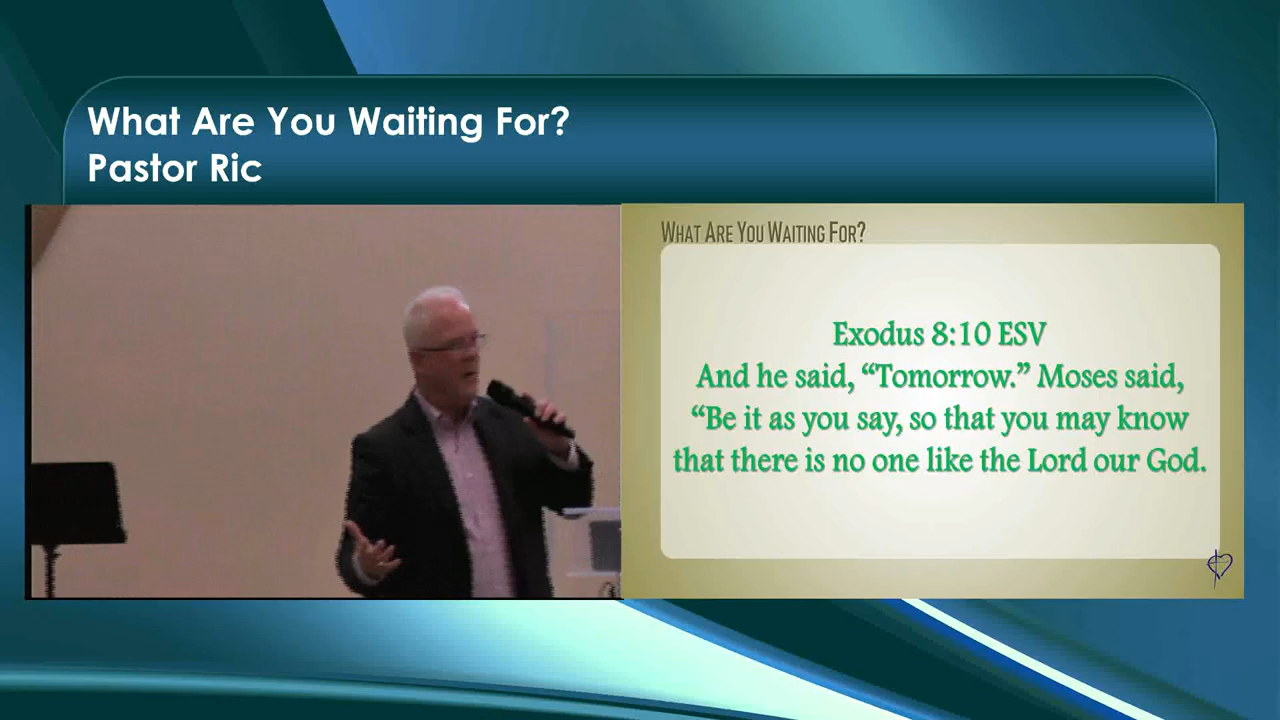 What Are You Waiting For?
Pastor Ric
What Are You Waiting For?
Exodus 8:10 ESV
And he said, “Tomorrow.” Moses said,
“Be it as you say, so that you may know
that there is no one like the Lord our God.